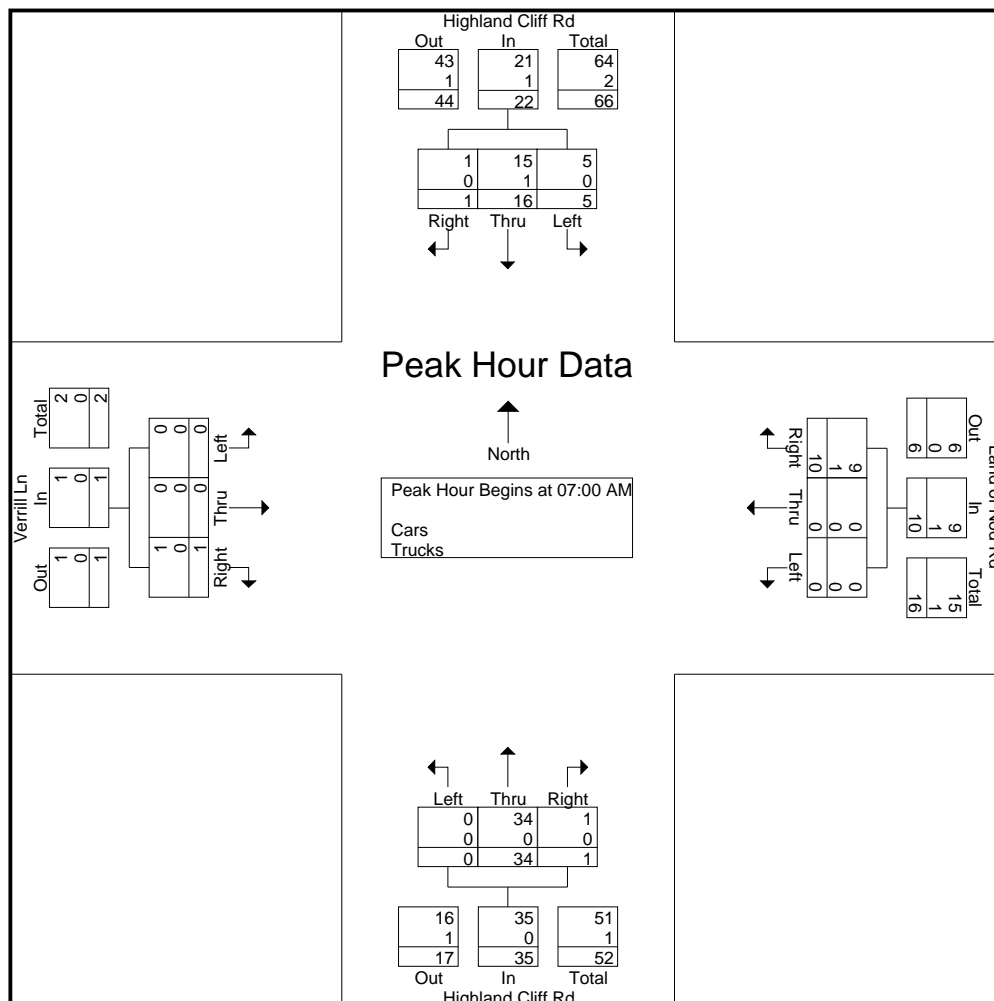 Highland Cliff Rd
Out In Total
43 21 64
1 1 2
44 22 66
1 15 5
0 1 0
1 16 5
Right Thru Left
Peak Hour Data
North
Peak Hour Begins at 07:00 AM
Cars
Trucks
Verrill Ln
Out In Total
1 1 2
0 0 0
1 1 2
1 0 0
0 0 0
1 0 0
Right Thru Left
Out In Total
6 9 15
0 1 1
6 10 16
9 0 0
1 0 0
10 0 0
Right Thru Left
Left Thru Right
0 34 1
0 0 0
0 34 1
16 35 51
1 0 1
17 35 52
Out In Total
Highland Cliff Rd